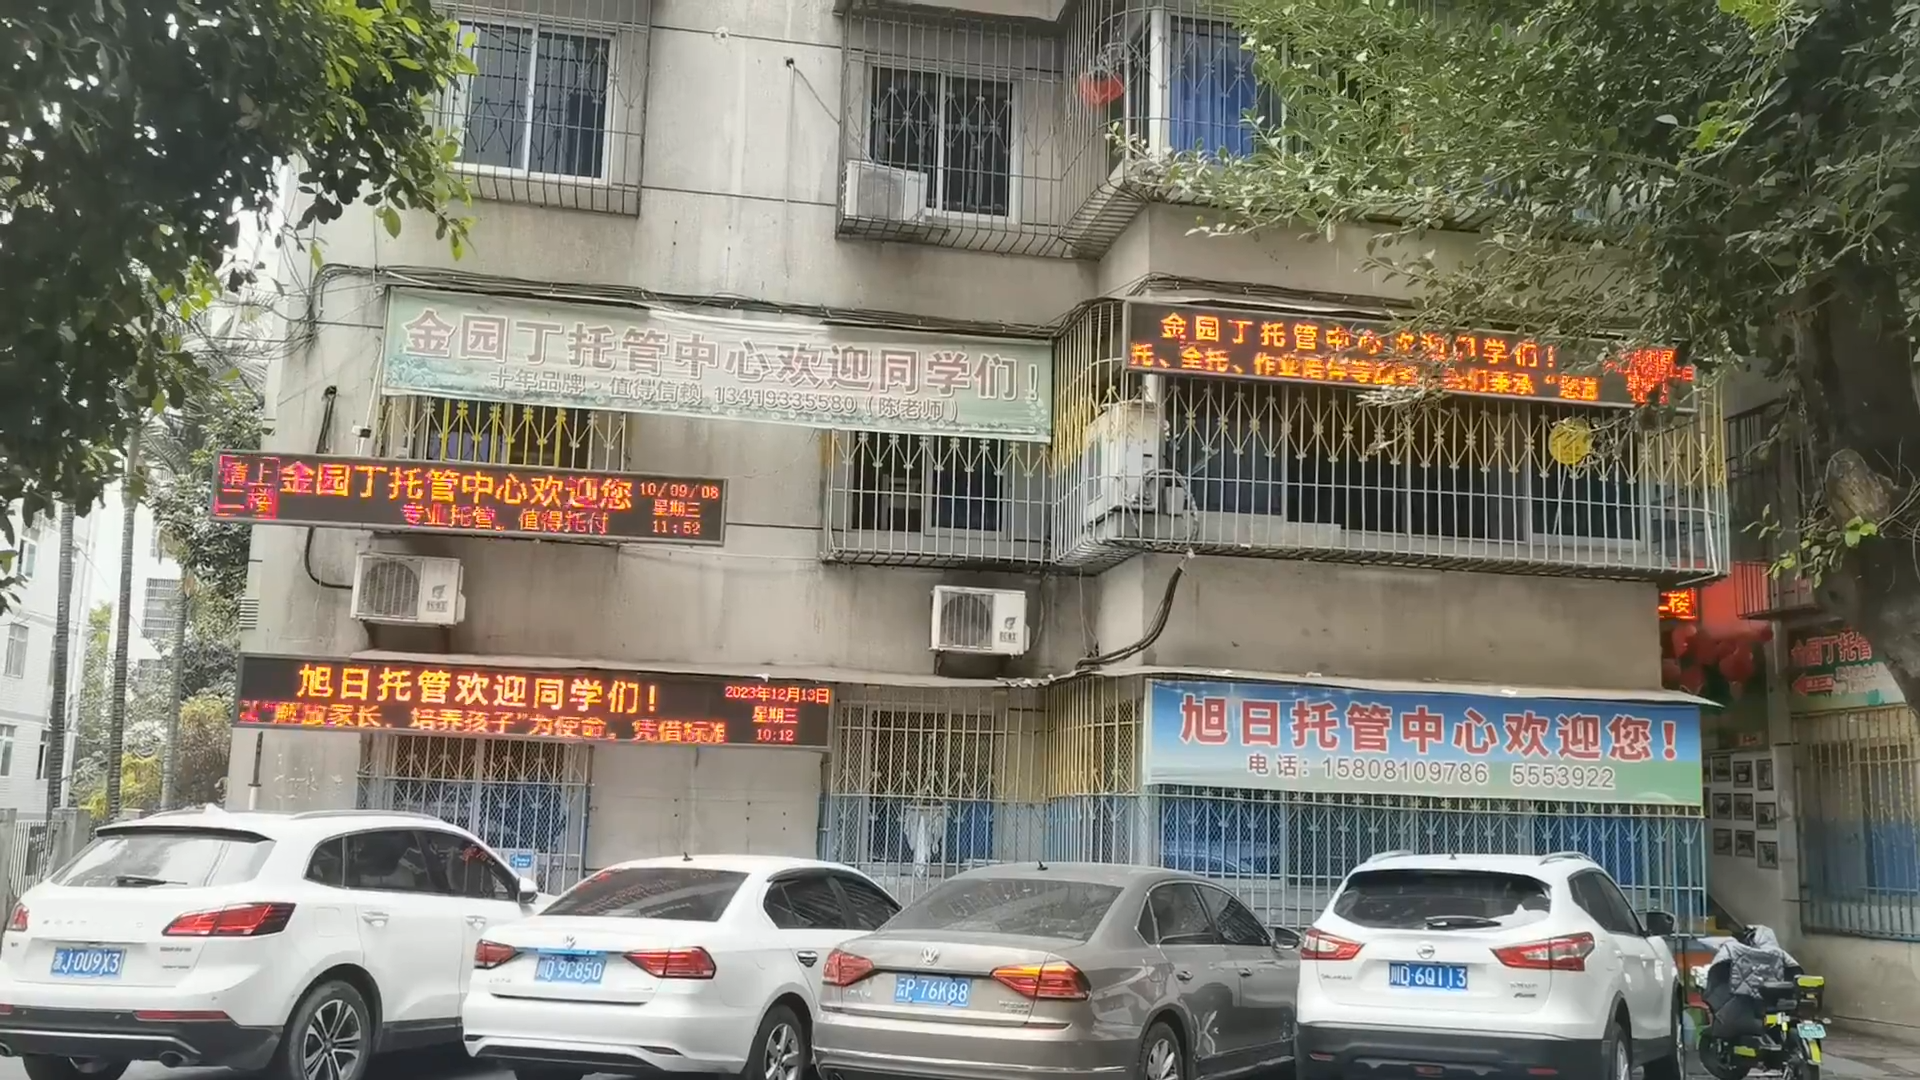 金园丁托管中心欢迎同学们！
十年品牌·值得信赖 13419335580（陈老师）
金园丁托管中心欢迎同学们！
托、全托、作业陪伴等
们秉承“
请上二楼
金园丁托管中心欢迎您
专业托管、值得托付
10/09/08
星期三
11:52
旭日托管欢迎同学们！
“解放家长、培养孩子”为使命。凭借标准
2023年12月13日
星期三
10:12
旭日托管中心欢迎您！
电话：15808109786 5553922
二楼
金园丁托管
浙J·0U9X3
川Q·9C850
云P·76K88
川D·6Q113